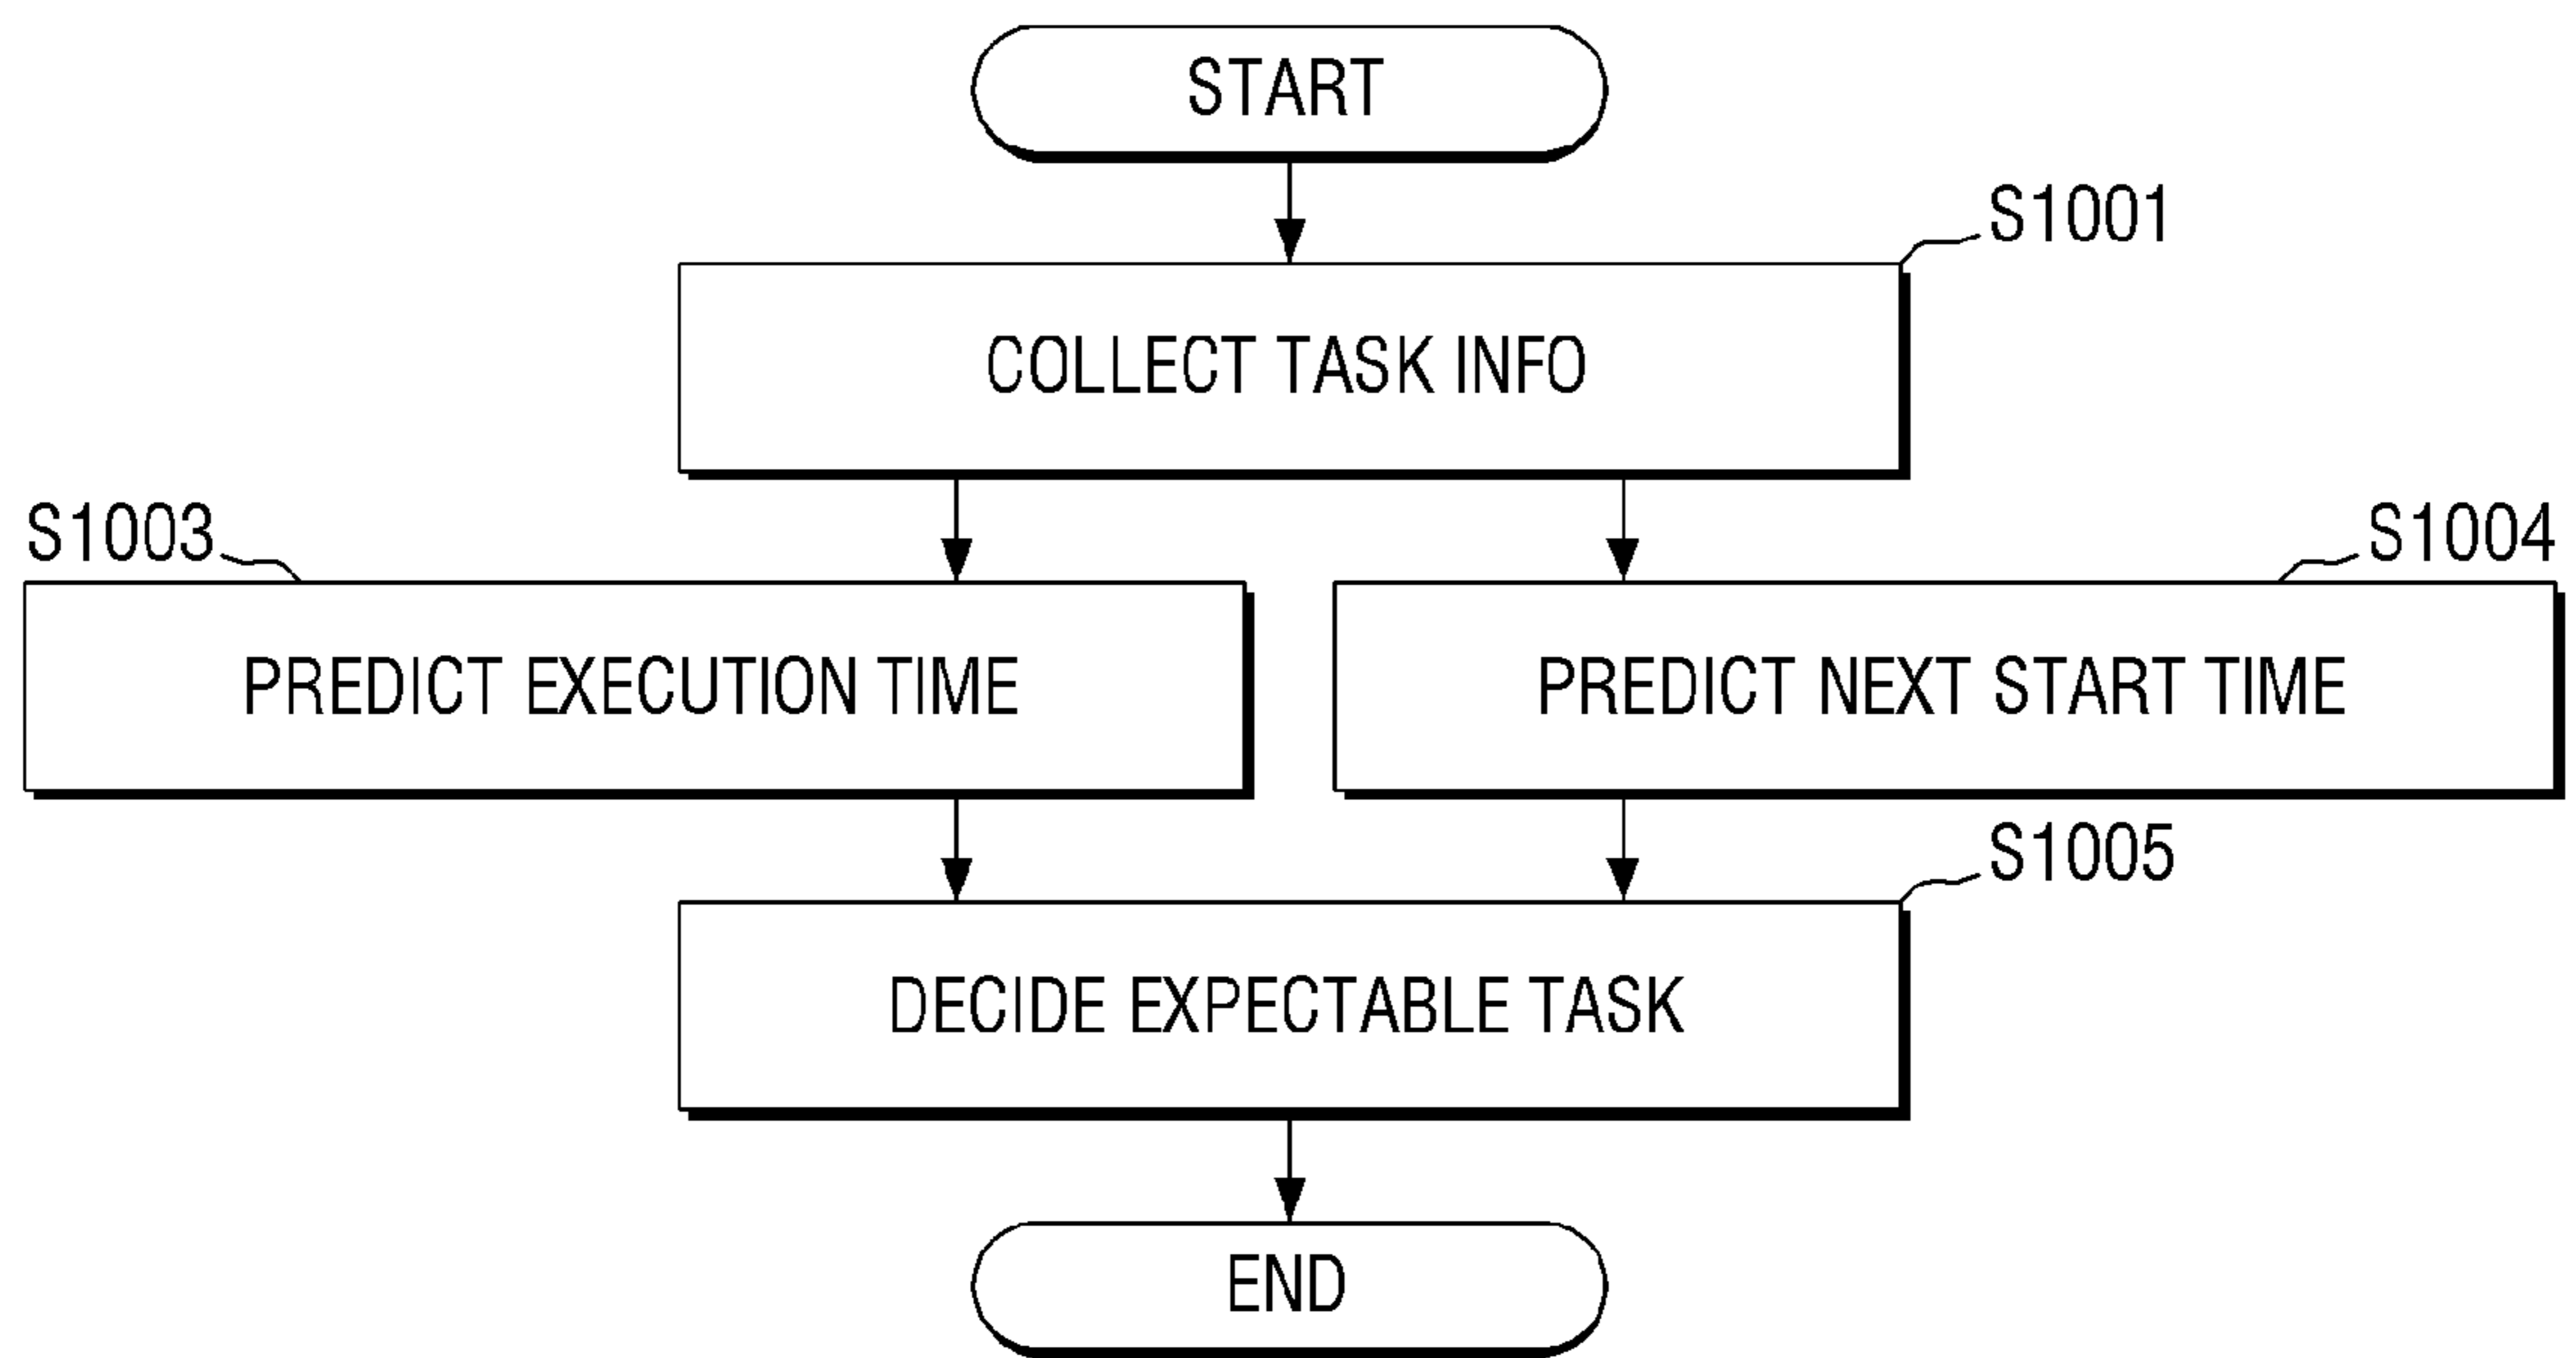 START
S1001
COLLECT TASK INFO
S1003
S1004
PREDICT EXECUTION TIME
PREDICT NEXT START TIME
S1005
DECIDE EXPECTABLE TASK
END